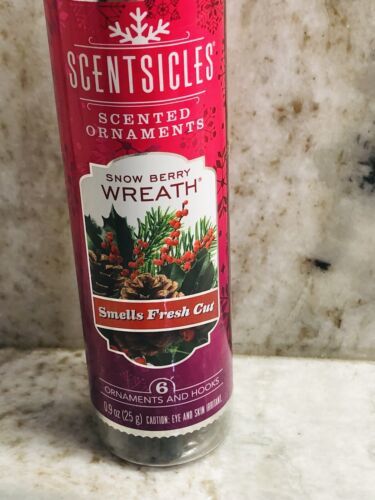 SCENTSICLES®
SCENTED
ORNAMENTS
SNOW BERRY
WREATH®
Smells Fresh Cut
6
ORNAMENTS AND HOOKS
0.9 oz (25 g) CAUTION: EYE AND SKIN IRRITANT.